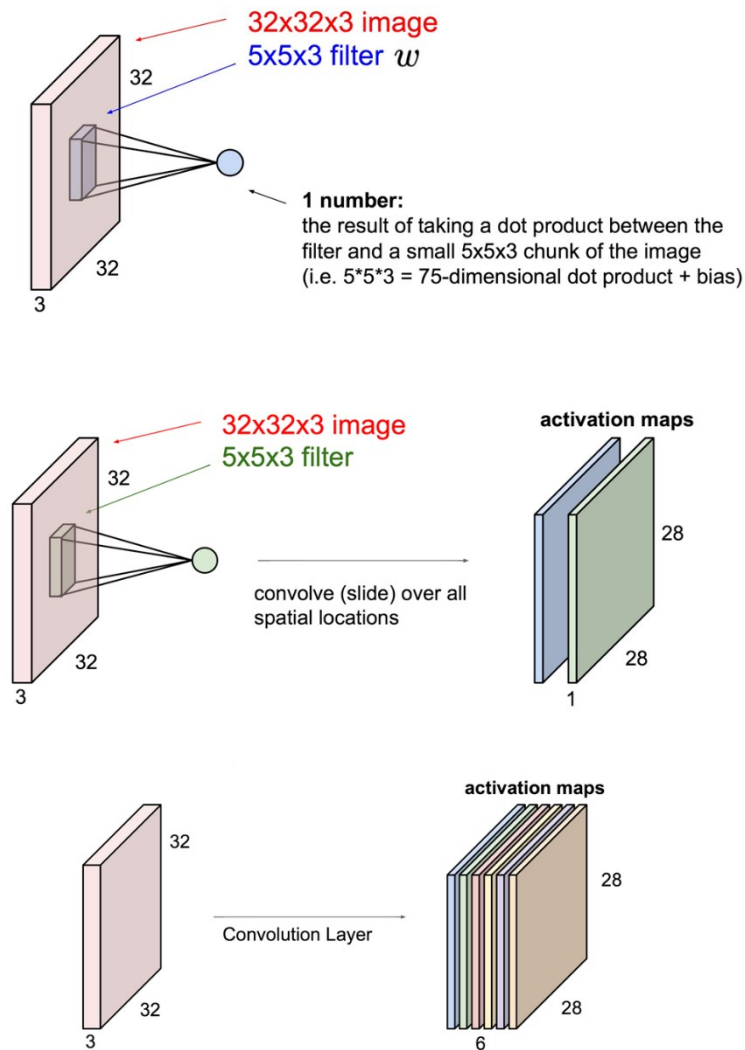 32x32x3 image
5x5x3 filter w
32
1 number:
the result of taking a dot product between the
filter and a small 5x5x3 chunk of the image
(i.e. 5*5*3 = 75-dimensional dot product + bias)
32
3
activation maps
32x32x3 image
5x5x3 filter
32
28
convolve (slide) over all
spatial locations
32
28
3
1
activation maps
32
28
Convolution Layer
32
28
3
6